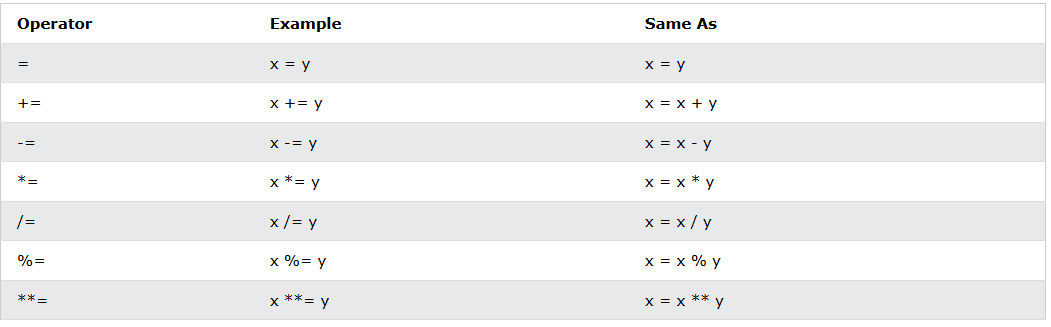 Operator Example Same As
= x = y x = y
+= x += y x = x + y
-= x -= y x = x - y
*= x *= y x = x * y
/= x /= y x = x / y
%= x %= y x = x % y
**= x **= y x = x ** y